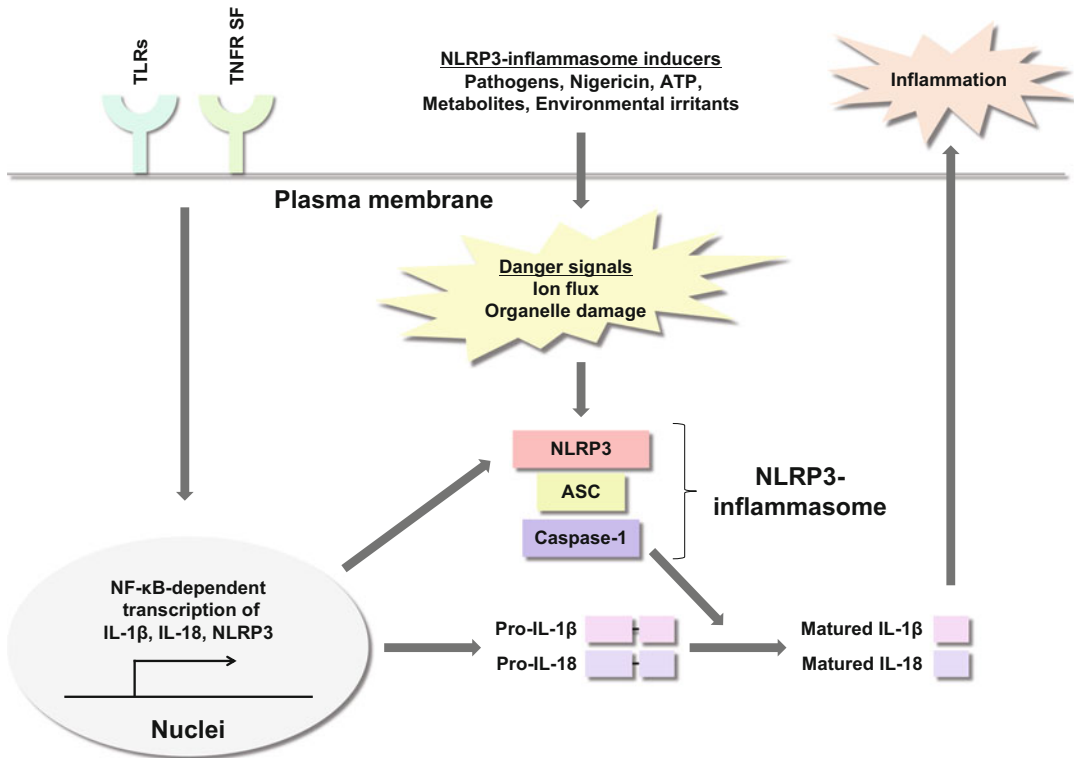 TLRs
TNFR SF
NLRP3-inflammasome inducers
Pathogens, Nigericin, ATP,
Metabolites, Environmental irritants
Inflammation
Plasma membrane
Danger signals
Ion flux
Organelle damage
NLRP3
ASC
Caspase-1
NLRP3-
inflammasome
NF-κB-dependent
transcription of
IL-1β, IL-18, NLRP3
Nuclei
Pro-IL-1β
Pro-IL-18
Matured IL-1β
Matured IL-18